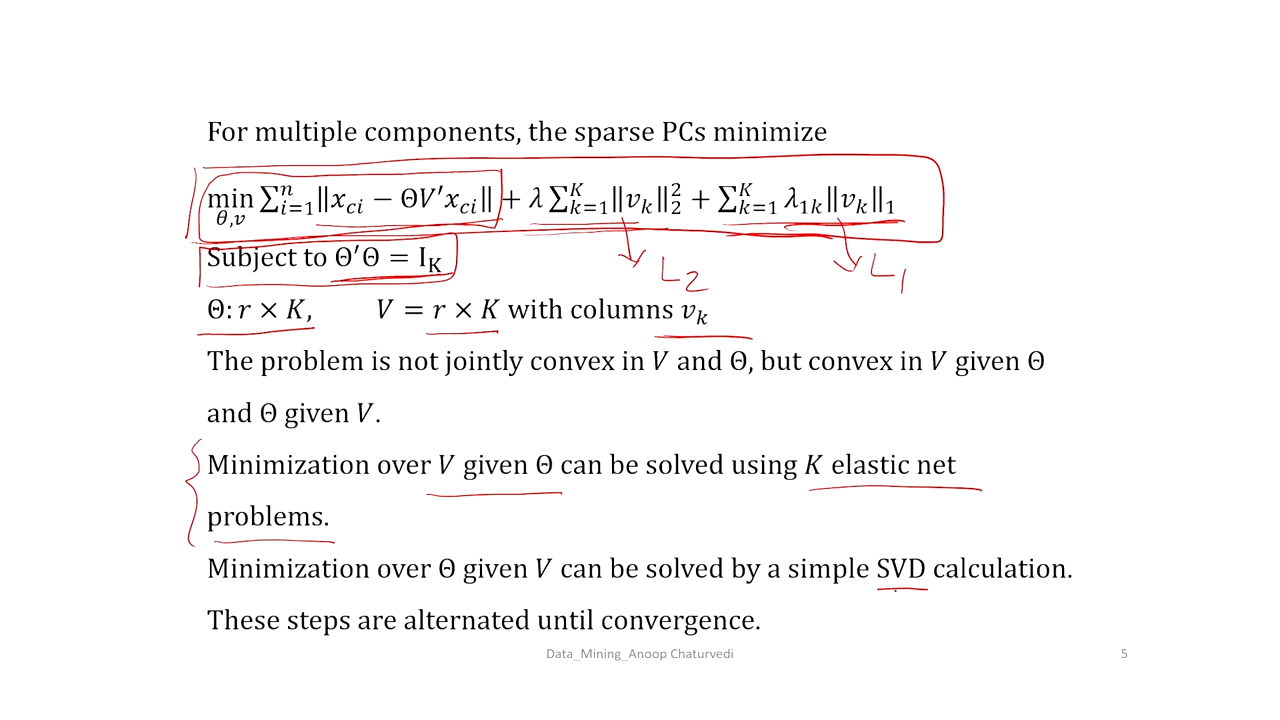 For multiple components, the sparse PCs minimize
min_{θ,v} ∑_{i=1}^{n}‖x_{ci} − ΘV′x_{ci}‖ + λ ∑_{k=1}^{K}‖v_k‖_2^2 + ∑_{k=1}^{K} λ_{1k}‖v_k‖_1
Subject to Θ′Θ = I_K
L2 L1
Θ: r × K, V = r × K with columns v_k
The problem is not jointly convex in V and Θ, but convex in V given Θ
and Θ given V.
Minimization over V given Θ can be solved using K elastic net
problems.
Minimization over Θ given V can be solved by a simple SVD calculation.
These steps are alternated until convergence.
Data_Mining_Anoop Chaturvedi 5